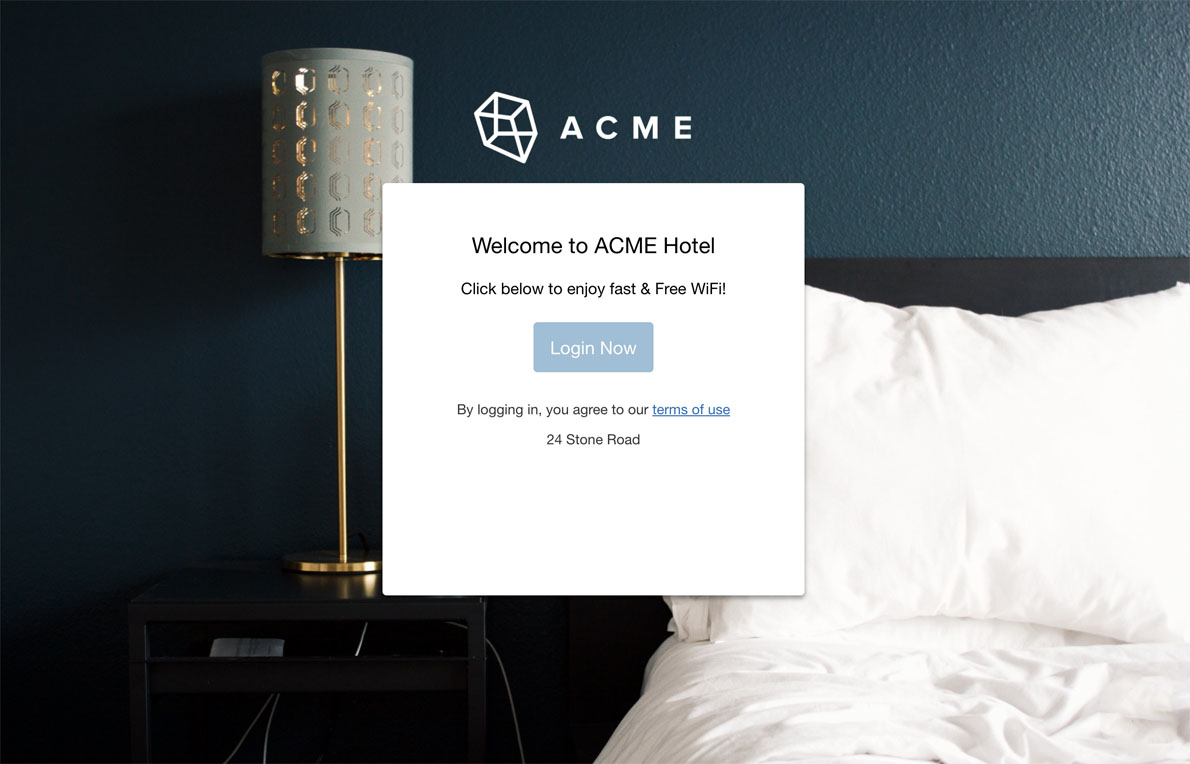 ACME
Welcome to ACME Hotel
Click below to enjoy fast & Free WiFi!
Login Now
By logging in, you agree to our terms of use
24 Stone Road